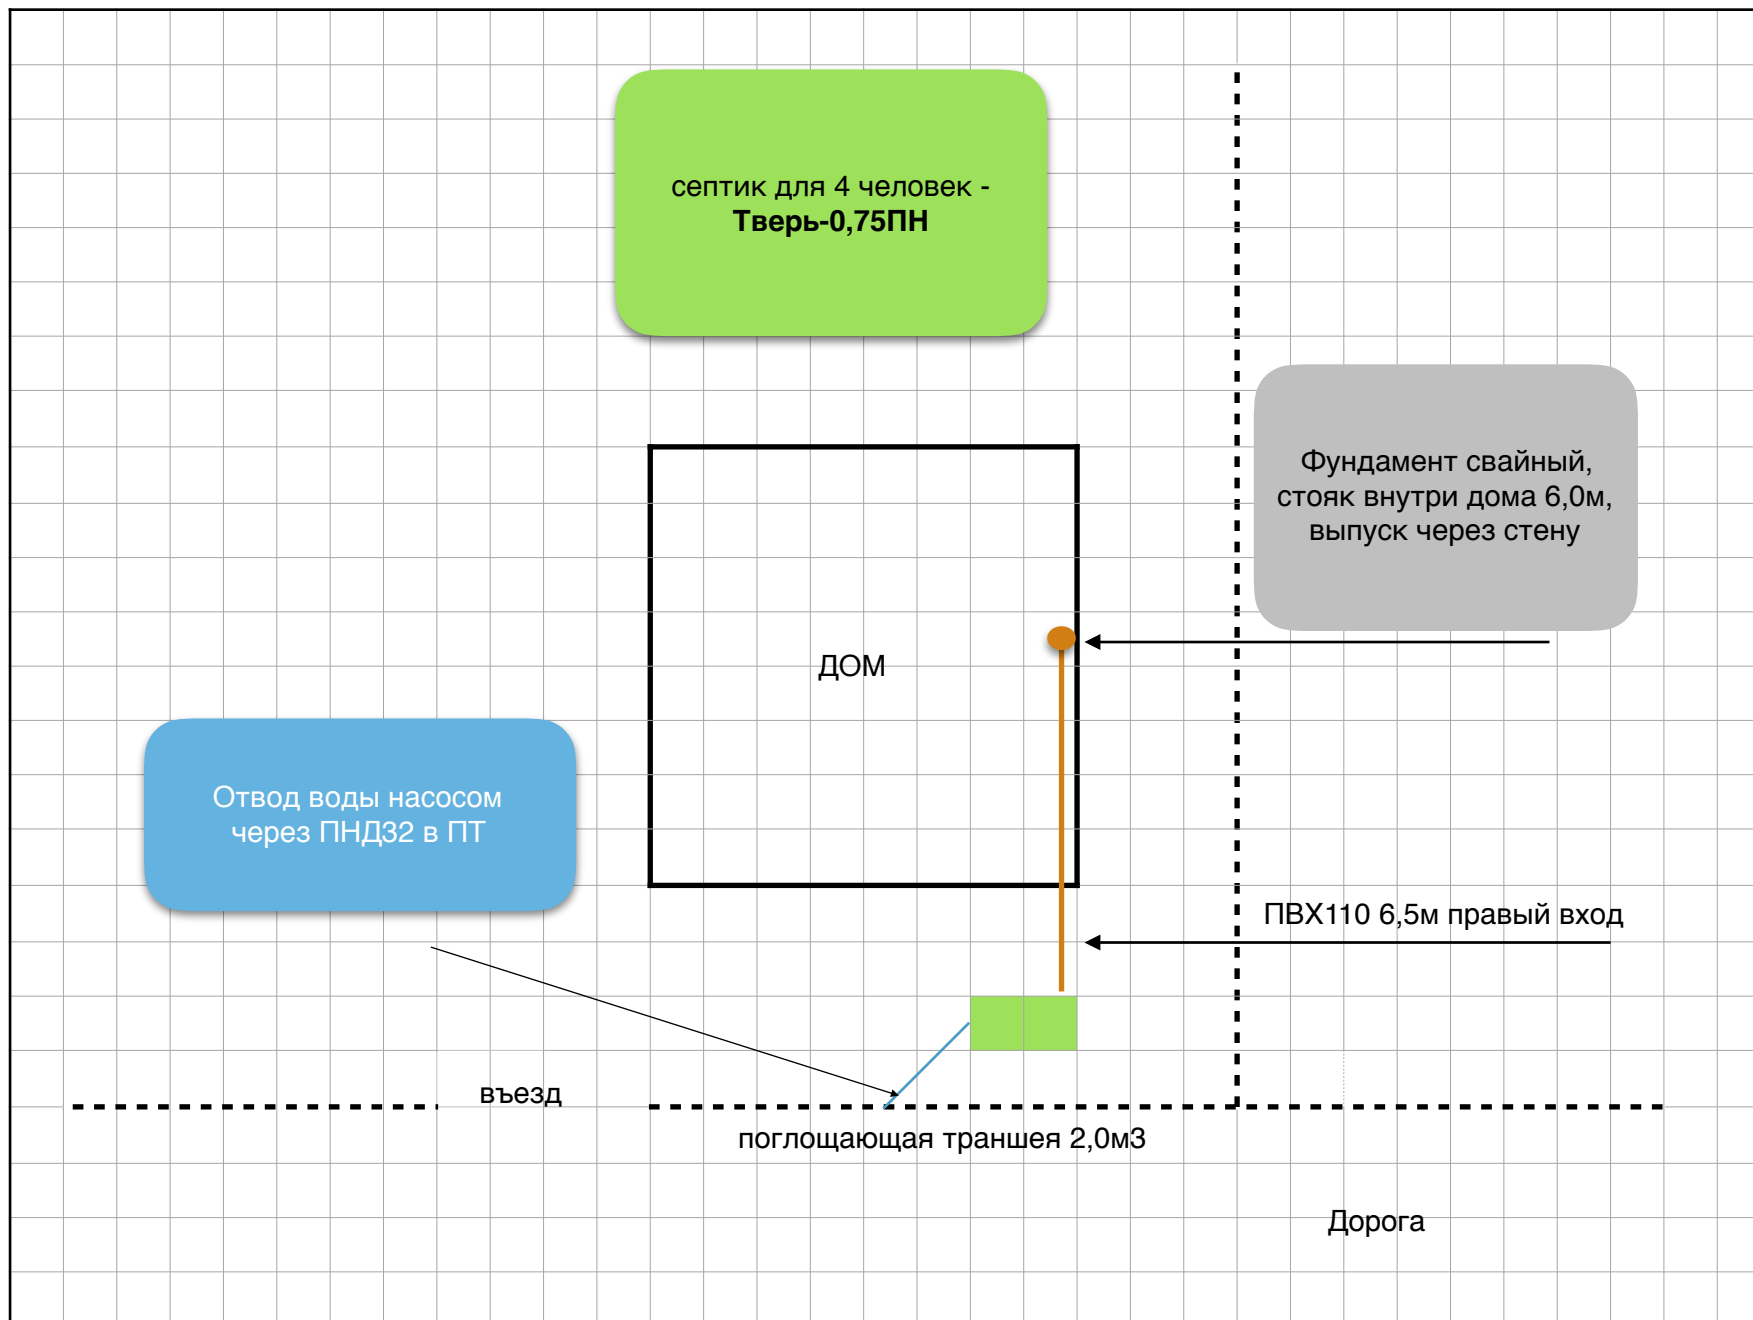 септик для 4 человек -
Тверь-0,75ПН
Фундамент свайный,
стояк внутри дома 6,0м,
выпуск через стену
ДОМ
Отвод воды насосом
через ПНД32 в ПТ
ПВХ110 6,5м правый вход
въезд
поглощающая траншея 2,0м3
Дорога